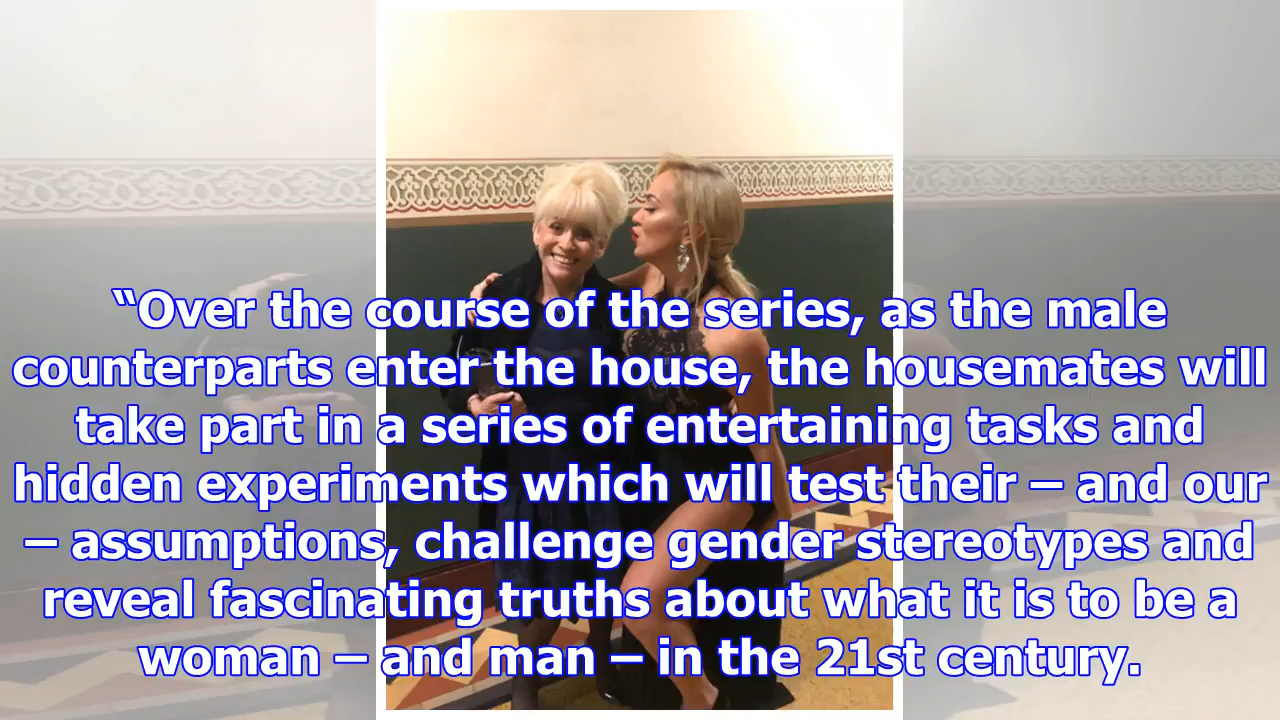 “Over the course of the series, as the male
counterparts enter the house, the housemates will
take part in a series of entertaining tasks and
hidden experiments which will test their – and our
– assumptions, challenge gender stereotypes and
reveal fascinating truths about what it is to be a
woman – and man – in the 21st century.